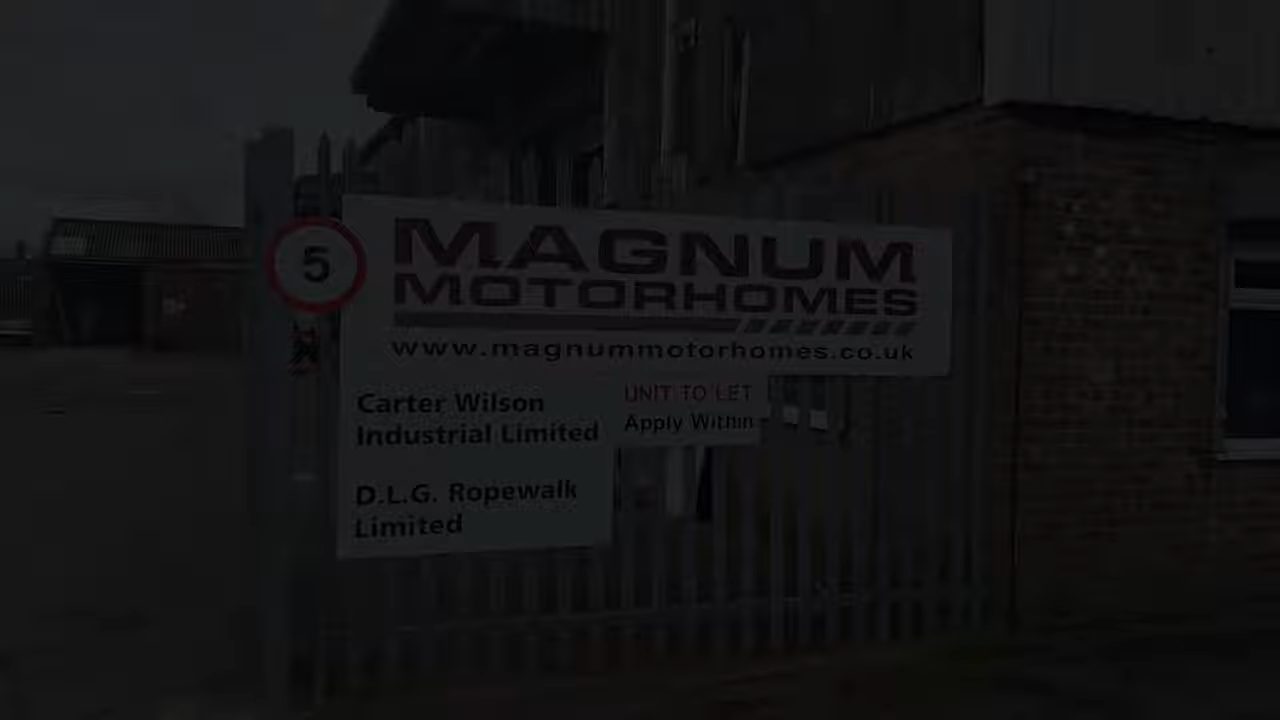 5
MAGNUM
MOTORHOMES
www.magnummotorhomes.co.uk
Carter Wilson
Industrial Limited
UNIT TO LET
Apply Within
D.L.G. Ropewalk
Limited